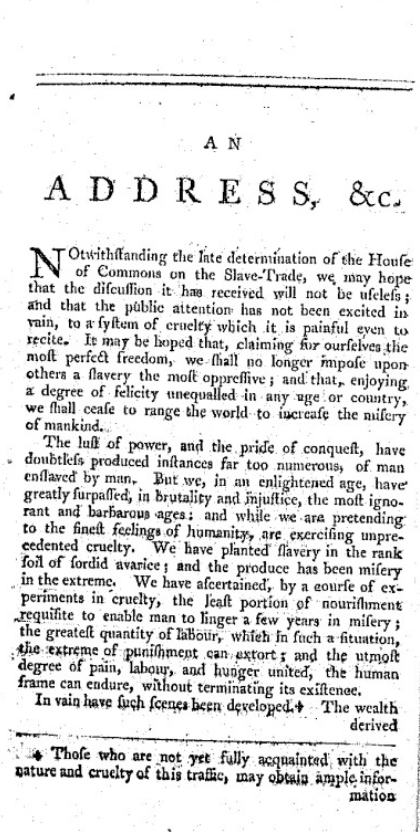 AN
ADDRESS, &c.
NOtwithſtanding the late determination of the Houſe
of Commons on the Slave-Trade, we may hope
that the diſcuſſion it has received will not be uſeleſs;
and that the public attention has not been excited in
vain, to a ſyſtem of cruelty which it is painful even to
recite. It may be hoped that, claiming for ourſelves the
moſt perfect freedom, we ſhall no longer impoſe upon
others a ſlavery the moſt oppreſſive; and that, enjoying
a degree of felicity unequalled in any age or country,
we ſhall ceaſe to range the world to increaſe the miſery
of mankind.
The luſt of power, and the pride of conqueſt, have
doubtleſs produced inſtances far too numerous, of man
enſlaved by man. But we, in an enlightened age, have
greatly ſurpaſſed, in brutality and injuſtice, the moſt igno-
rant and barbarous ages: and while we are pretending
to the fineſt feelings of humanity, are exerciſing unpre-
cedented cruelty. We have planted ſlavery in the rank
ſoil of ſordid avarice; and the produce has been miſery
in the extreme. We have aſcertained, by a courſe of ex-
periments in cruelty, the leaſt portion of nouriſhment
requiſite to enable man to linger a few years in miſery;
the greateſt quantity of labour, which in ſuch a ſituation,
the extreme of puniſhment can extort; and the utmoſt
degree of pain, labour, and hunger united, the human
frame can endure, without terminating its exiſtence.
In vain have ſuch ſcenes been developed.✦ The wealth
derived
✦ Thoſe who are not yet fully acquainted with the
nature and cruelty of this traffic, may obtain ample infor-
mation